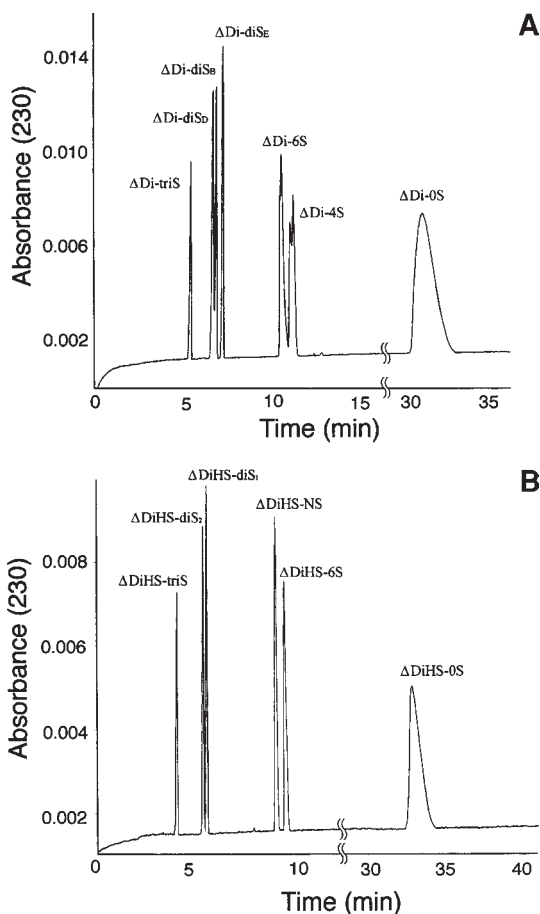 A
ΔDi-diSE
0.014
ΔDi-diSB
ΔDi-diSD
0.010
ΔDi-6S
ΔDi-triS
ΔDi-4S
ΔDi-0S
0.006
0.002
Absorbance (230)
0 5 10 15 30 35
Time (min)
B
ΔDiHS-diS1
ΔDiHS-diS2
ΔDiHS-NS
0.008
ΔDiHS-triS
ΔDiHS-6S
0.006
ΔDiHS-0S
0.004
0.002
Absorbance (230)
0 5 10 30 40
Time (min)